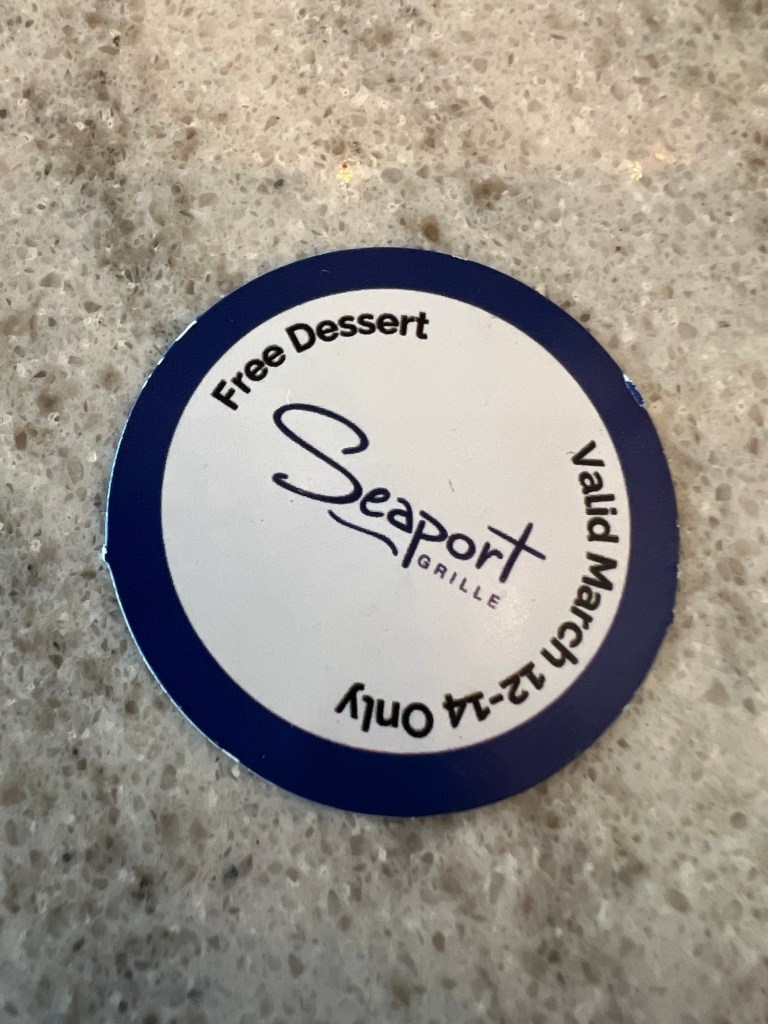 Free Dessert
Seaport
GRILLE
Valid March 12-14 Only